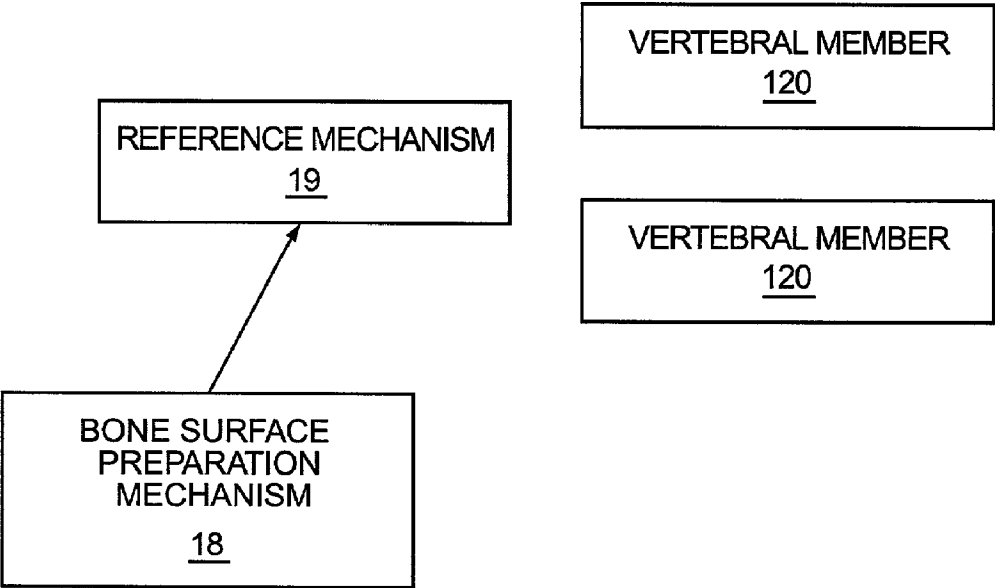 VERTEBRAL MEMBER
120
REFERENCE MECHANISM
19
VERTEBRAL MEMBER
120
BONE SURFACE
PREPARATION
MECHANISM
18